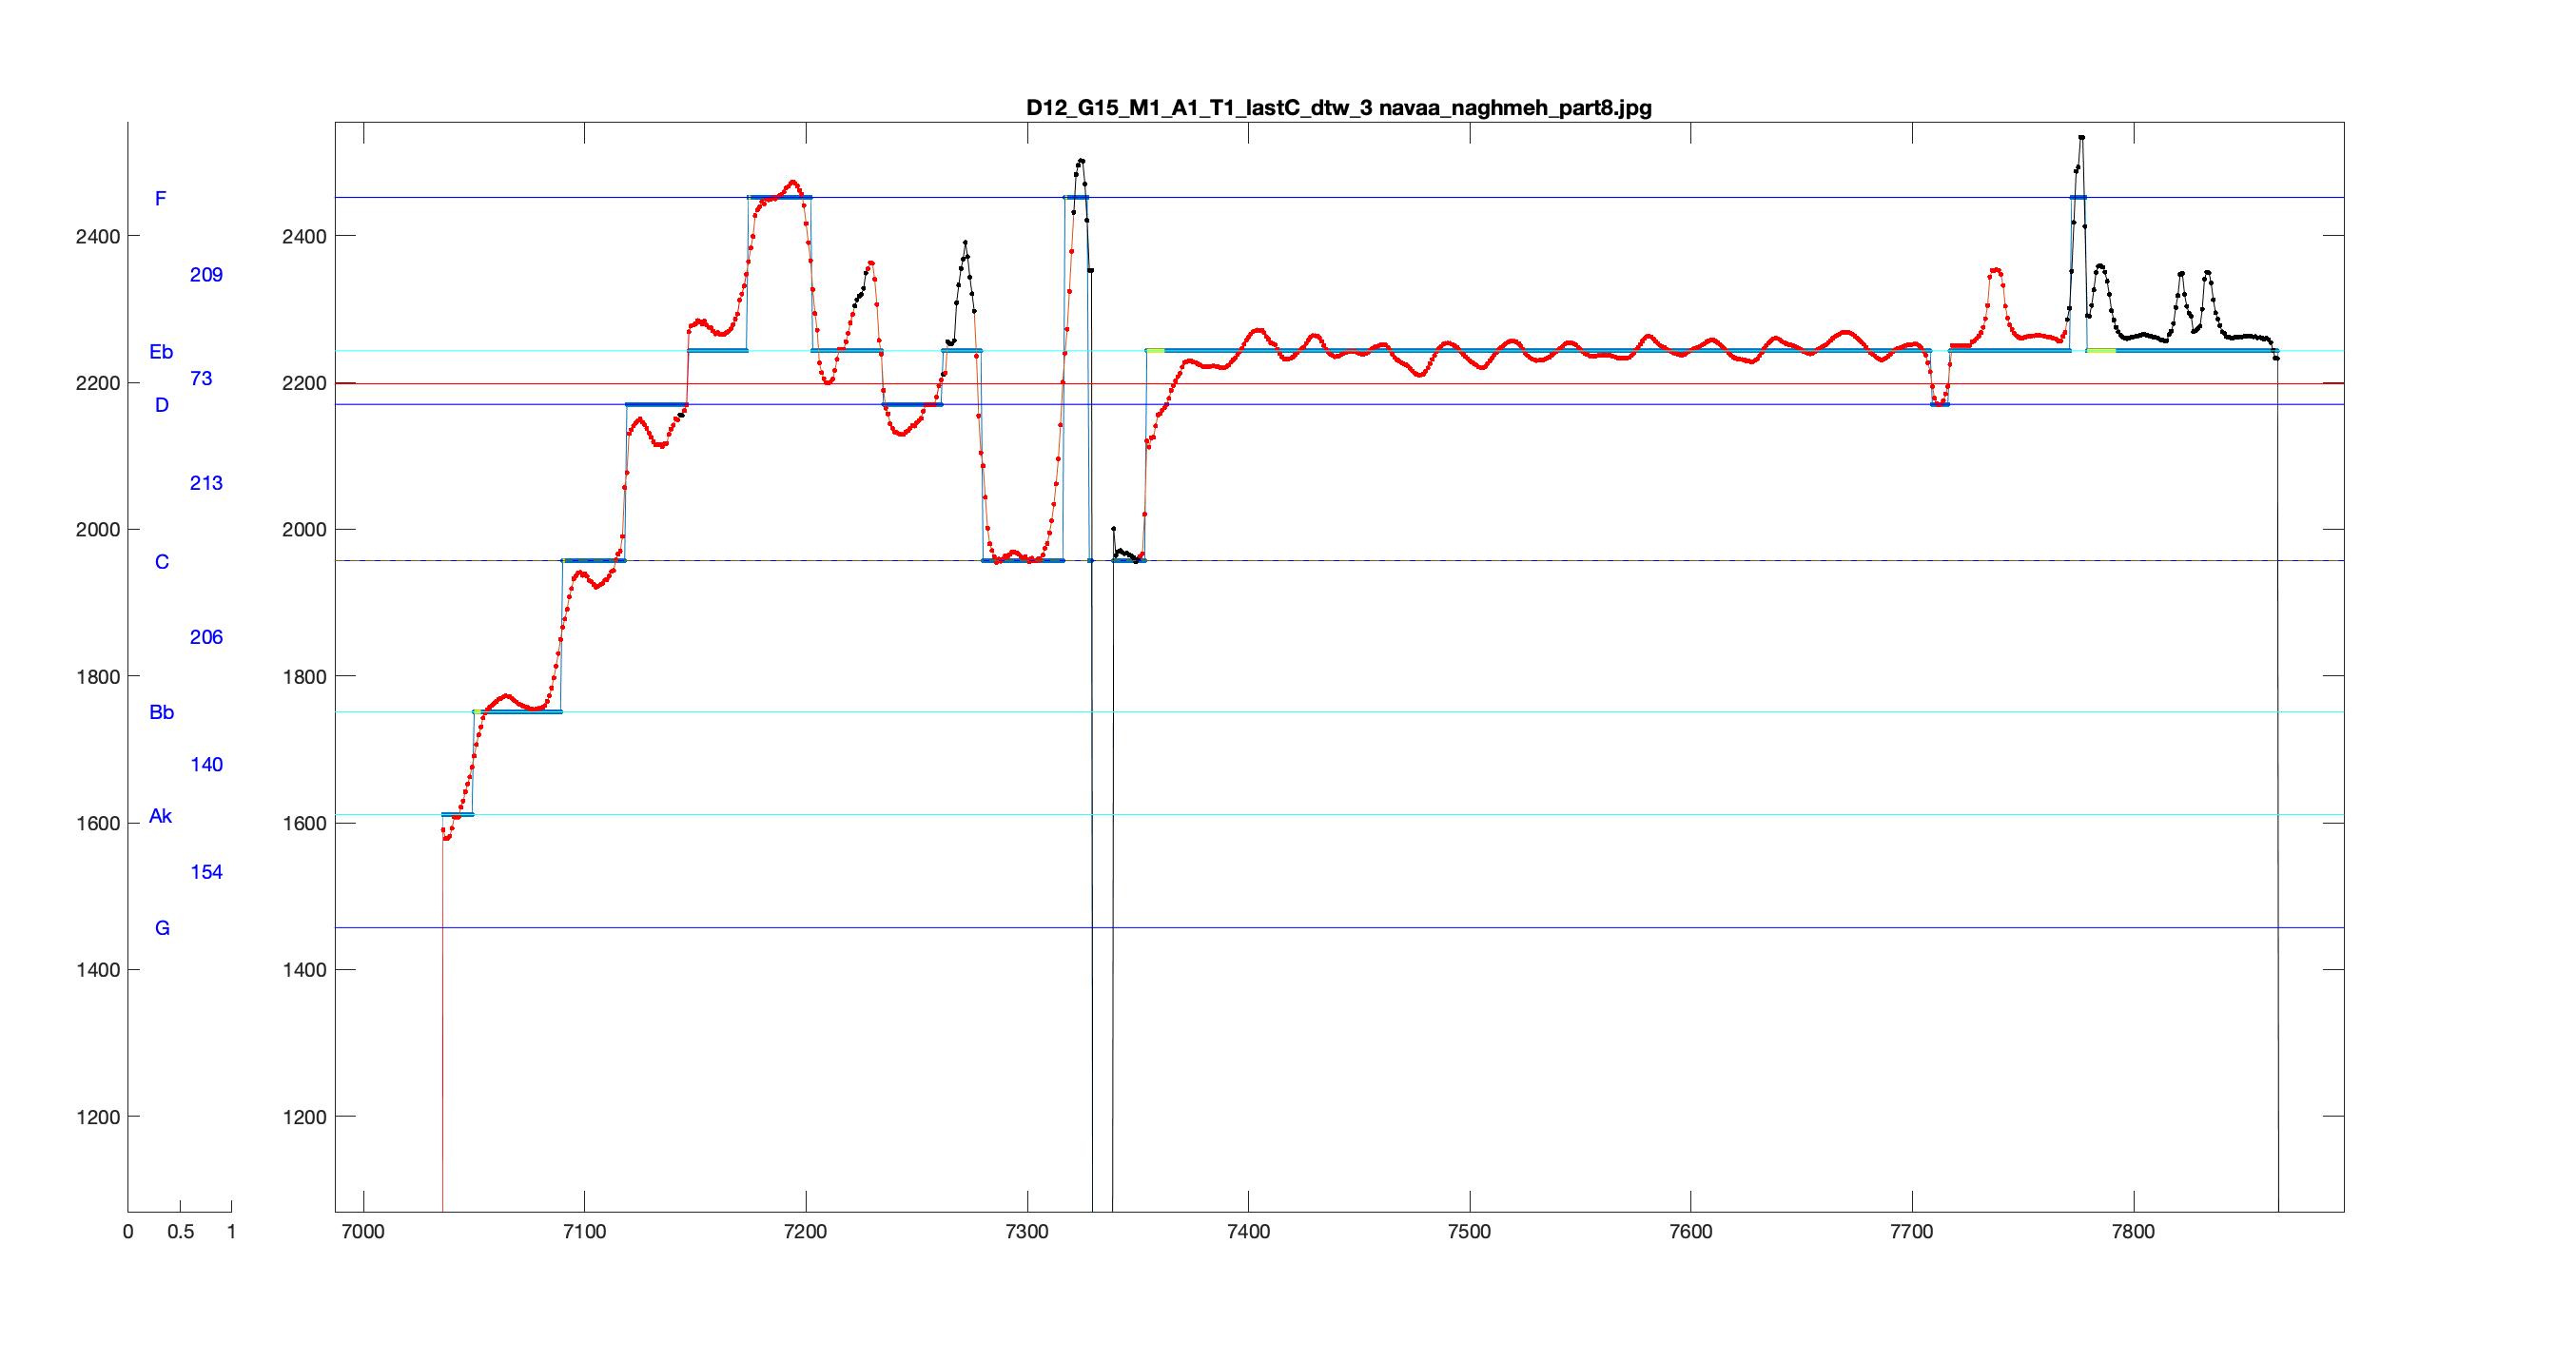 D12_G15_M1_A1_T1_lastC_dtw_3 navaa_naghmeh_part8.jpg
F
2400 2400
209
Eb
73
2200 2200
D
213
2000 2000
C
206
1800 1800
Bb
140
Ak
1600 1600
154
G
1400 1400
1200 1200
0 0.5 1 7000 7100 7200 7300 7400 7500 7600 7700 7800